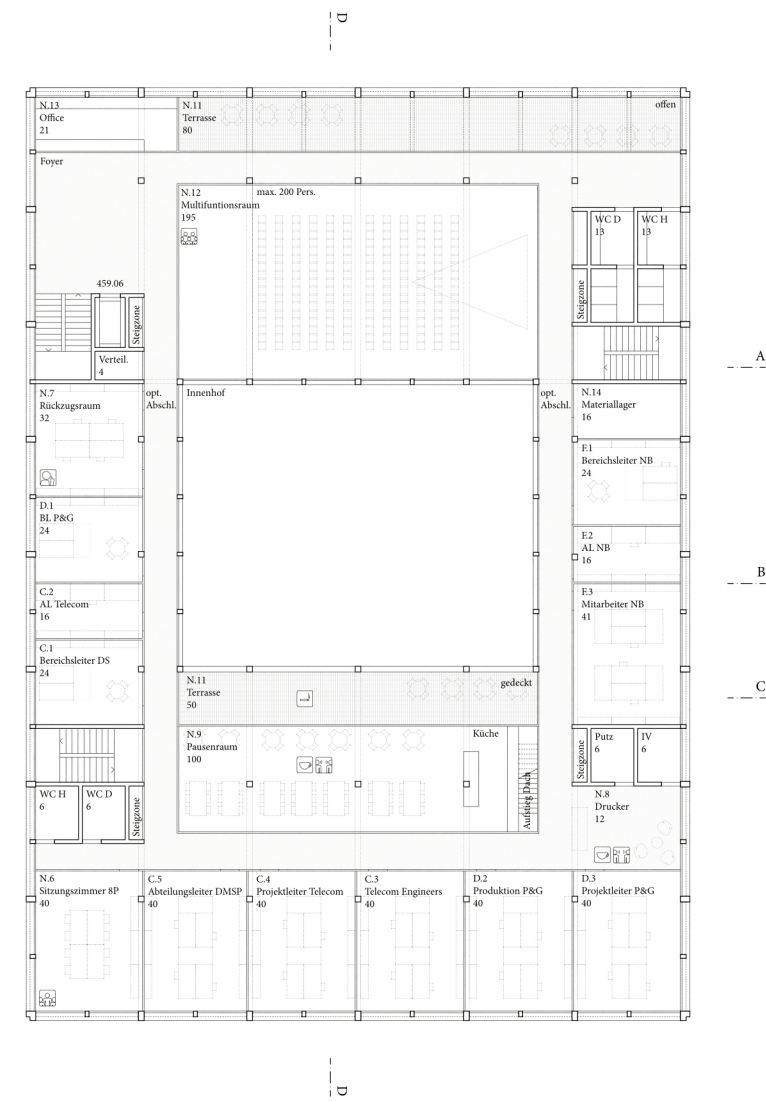 D
N.13
Office
21
N.11
Terrasse
80
offen
Foyer
N.12
Multifuntionsraum
195
max. 200 Pers.
WC D
13
WC H
13
459.06
Steigzone
Steigzone
Verteil.
4
A
N.7
Rückzugsraum
32
opt.
Abschl.
Innenhof
opt.
Abschl.
N.14
Materiallager
16
F.1
Bereichsleiter NB
24
D.1
BL P&G
24
F.2
AL NB
16
B
C.2
AL Telecom
16
F.3
Mitarbeiter NB
41
C.1
Bereichsleiter DS
24
N.11
Terrasse
50
gedeckt
C
N.9
Pausenraum
100
Küche
Aufstieg Dach
Steigzone
Putz
6
IV
6
WC H
6
WC D
6
Steigzone
N.8
Drucker
12
N.6
Sitzungszimmer 8P
40
C.5
Abteilungsleiter DMSP
40
C.4
Projektleiter Telecom
40
C.3
Telecom Engineers
40
D.2
Produktion P&G
40
D.3
Projektleiter P&G
40
D